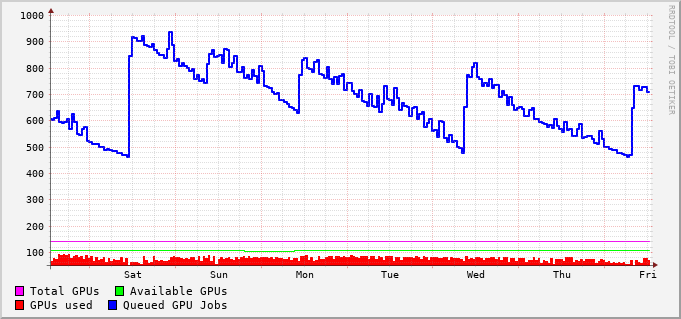 1000
900
800
700
600
500
400
300
200
100
Sat Sun Mon Tue Wed Thu Fri
Total GPUs Available GPUs
GPUs used Queued GPU Jobs
RRDTOOL / TOBI OETIKER